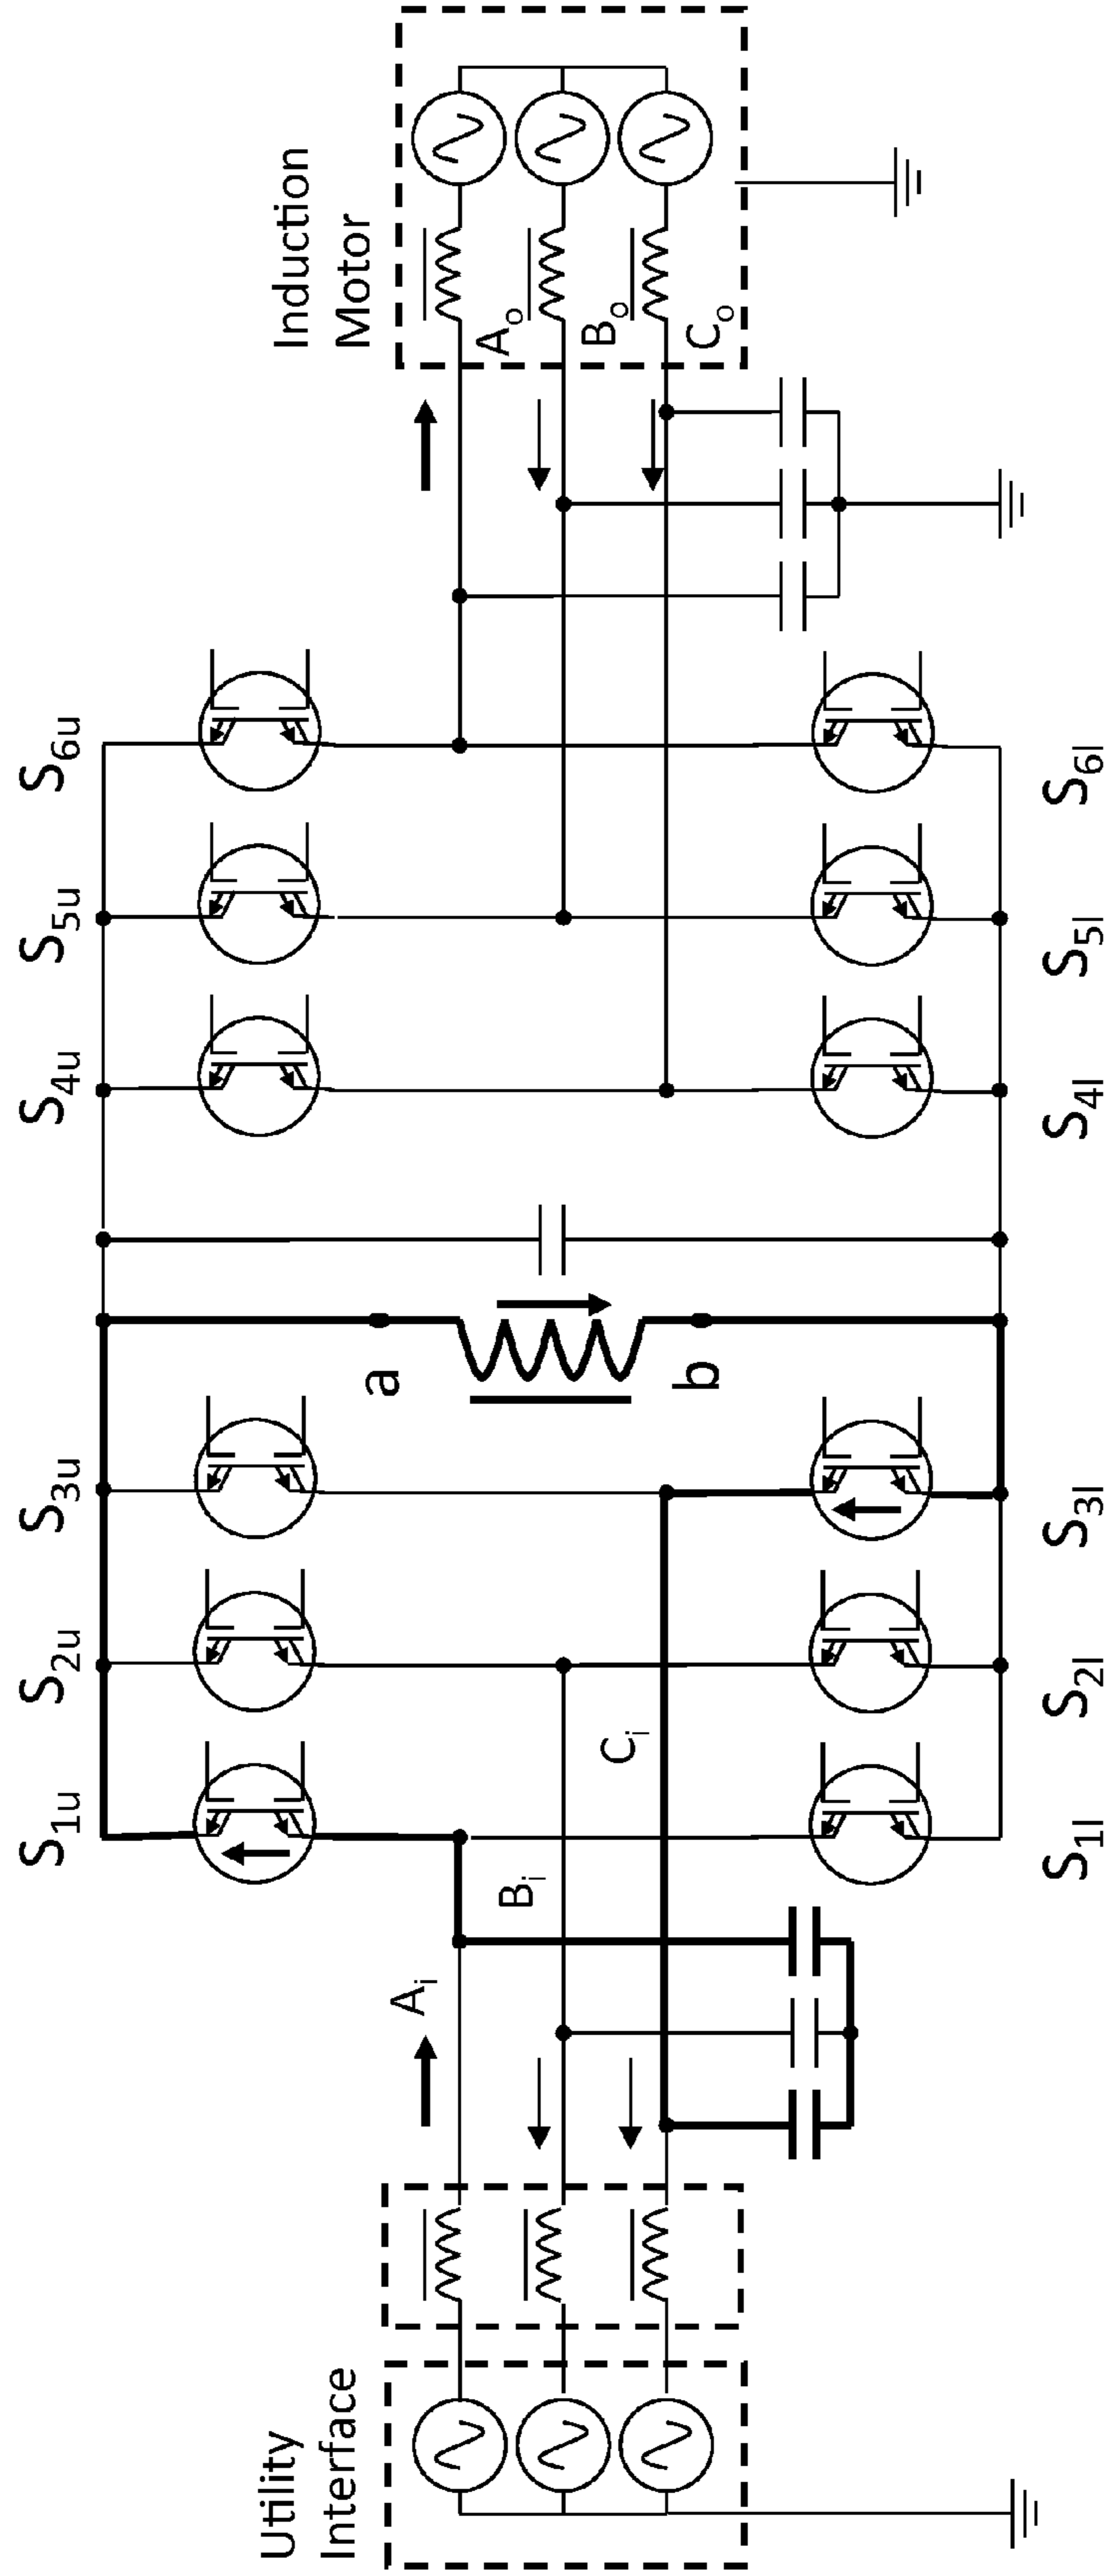 S1u
S2u
S3u
S4u
S5u
S6u
Utility
Interface
Induction
Motor
Ai
Bi
Ci
a
b
Ao
Bo
Co
S1l
S2l
S3l
S4l
S5l
S6l